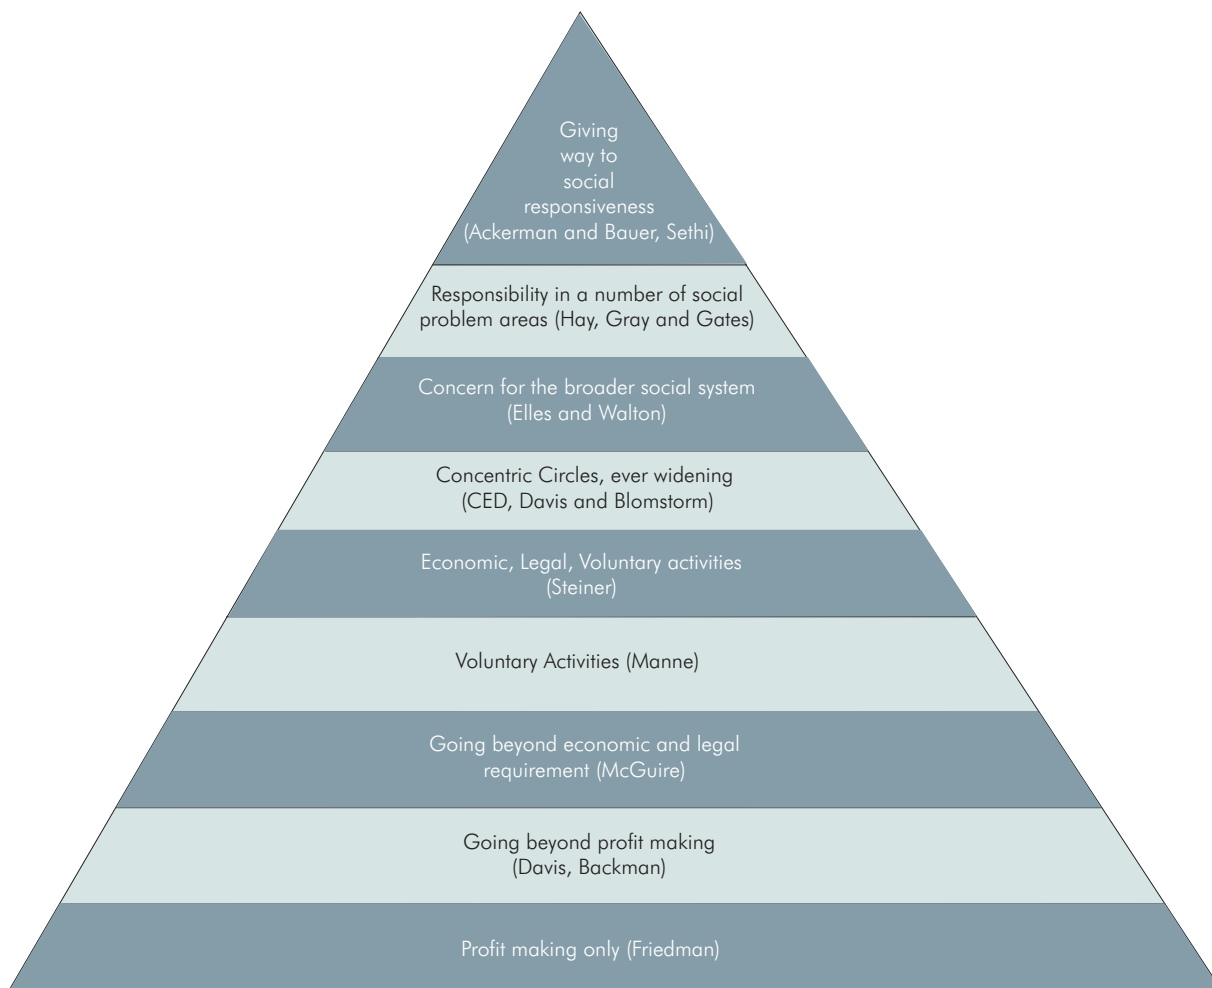 Giving
way to
social
responsiveness
(Ackerman and Bauer, Sethi)
Responsibility in a number of social
problem areas (Hay, Gray and Gates)
Concern for the broader social system
(Elles and Walton)
Concentric Circles, ever widening
(CED, Davis and Blomstorm)
Economic, Legal, Voluntary activities
(Steiner)
Voluntary Activities (Manne)
Going beyond economic and legal
requirement (McGuire)
Going beyond profit making
(Davis, Backman)
Profit making only (Friedman)